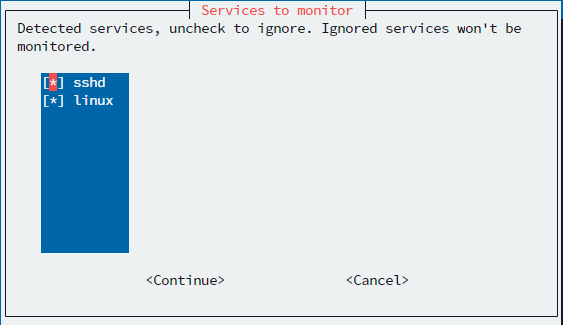 Services to monitor
Detected services, uncheck to ignore. Ignored services won't be
monitored.
[*] sshd
[*] linux
<Continue> <Cancel>